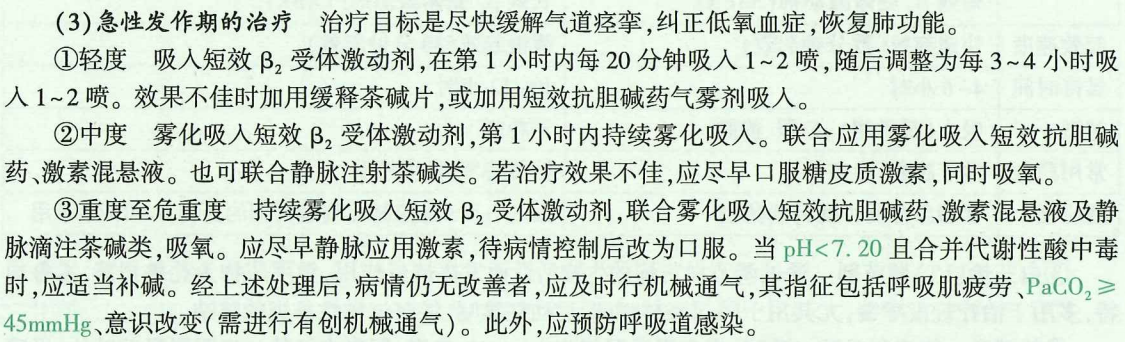 (3)急性发作期的治疗　治疗目标是尽快缓解气道痉挛,纠正低氧血症,恢复肺功能。
①轻度　吸入短效 β₂ 受体激动剂,在第 1 小时内每 20 分钟吸入 1~2 喷,随后调整为每 3~4 小时吸
入 1~2 喷。效果不佳时加用缓释茶碱片,或加用短效抗胆碱药气雾剂吸入。
②中度　雾化吸入短效 β₂ 受体激动剂,第 1 小时内持续雾化吸入。联合应用雾化吸入短效抗胆碱
药、激素混悬液。也可联合静脉注射茶碱类。若治疗效果不佳,应尽早口服糖皮质激素,同时吸氧。
③重度至危重度　持续雾化吸入短效 β₂ 受体激动剂,联合雾化吸入短效抗胆碱药、激素混悬液及静
脉滴注茶碱类,吸氧。应尽早静脉应用激素,待病情控制后改为口服。当 pH<7. 20 且合并代谢性酸中毒
时,应适当补碱。经上述处理后,病情仍无改善者,应及时行机械通气,其指征包括呼吸肌疲劳、PaCO₂≥
45mmHg、意识改变(需进行有创机械通气)。此外,应预防呼吸道感染。